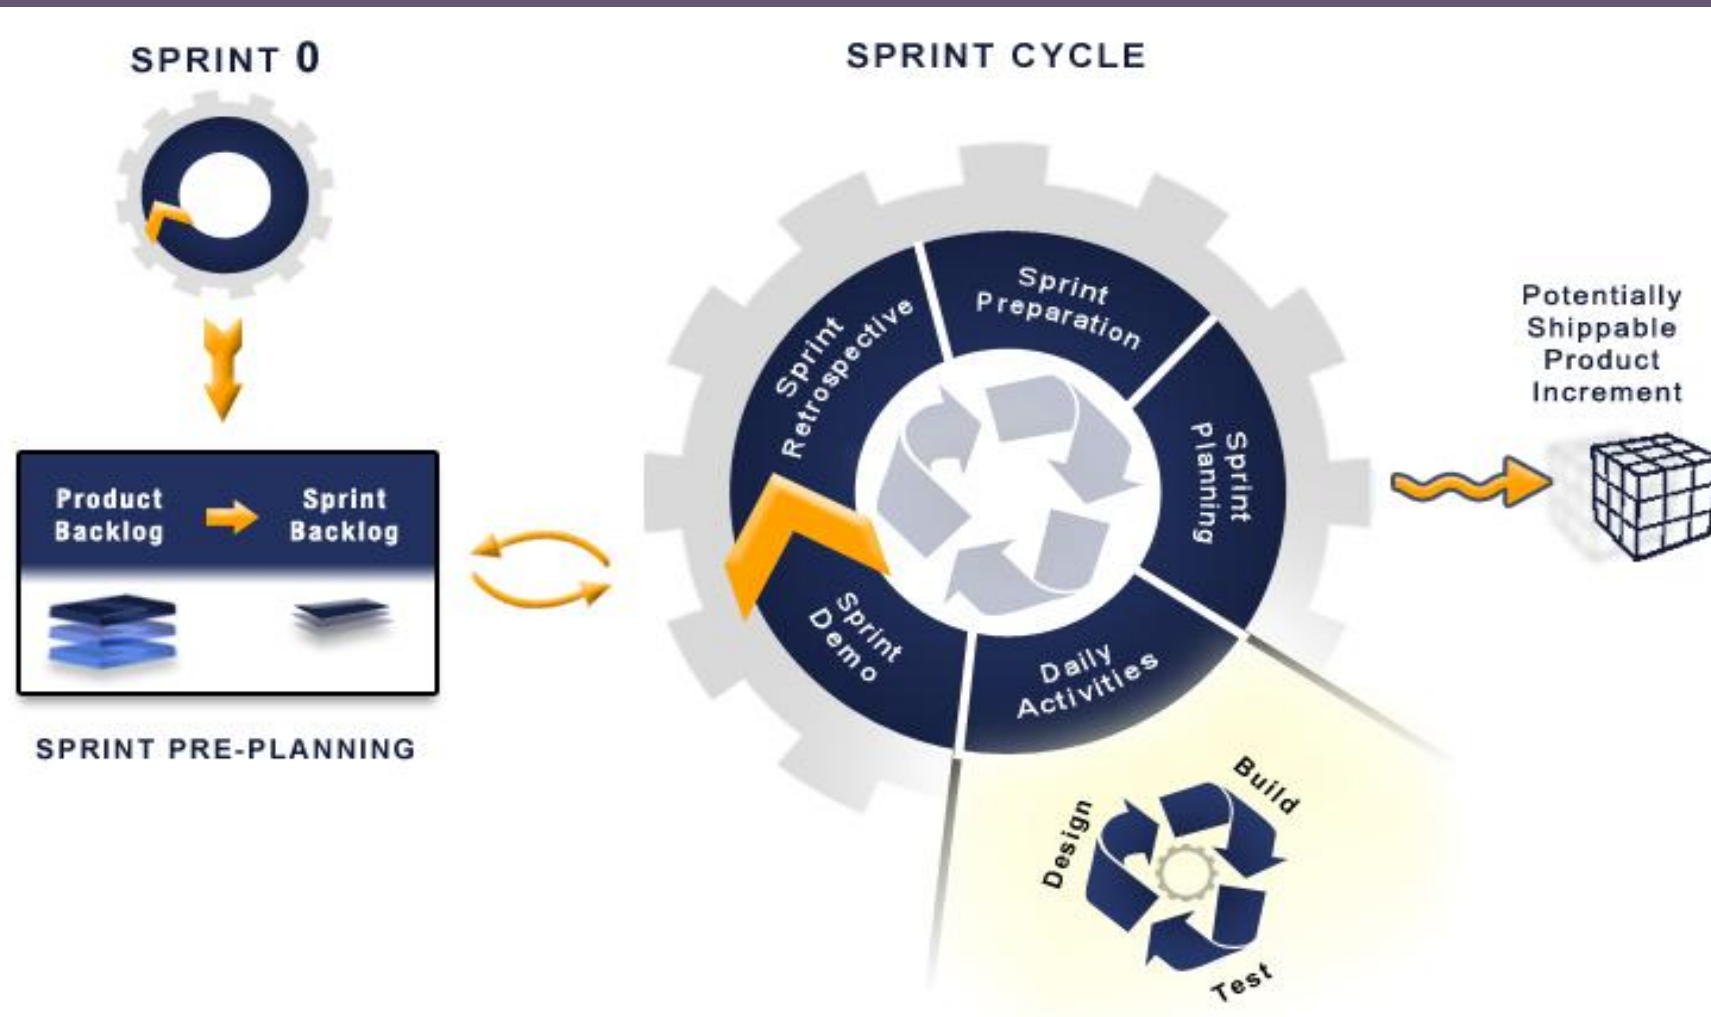 SPRINT 0
SPRINT CYCLE
Sprint
Preparation
Sprint
Planning
Daily
Activities
Sprint
Demo
Sprint
Retrospective
Product
Backlog
Sprint
Backlog
SPRINT PRE-PLANNING
Potentially
Shippable
Product
Increment
Design
Build
Test